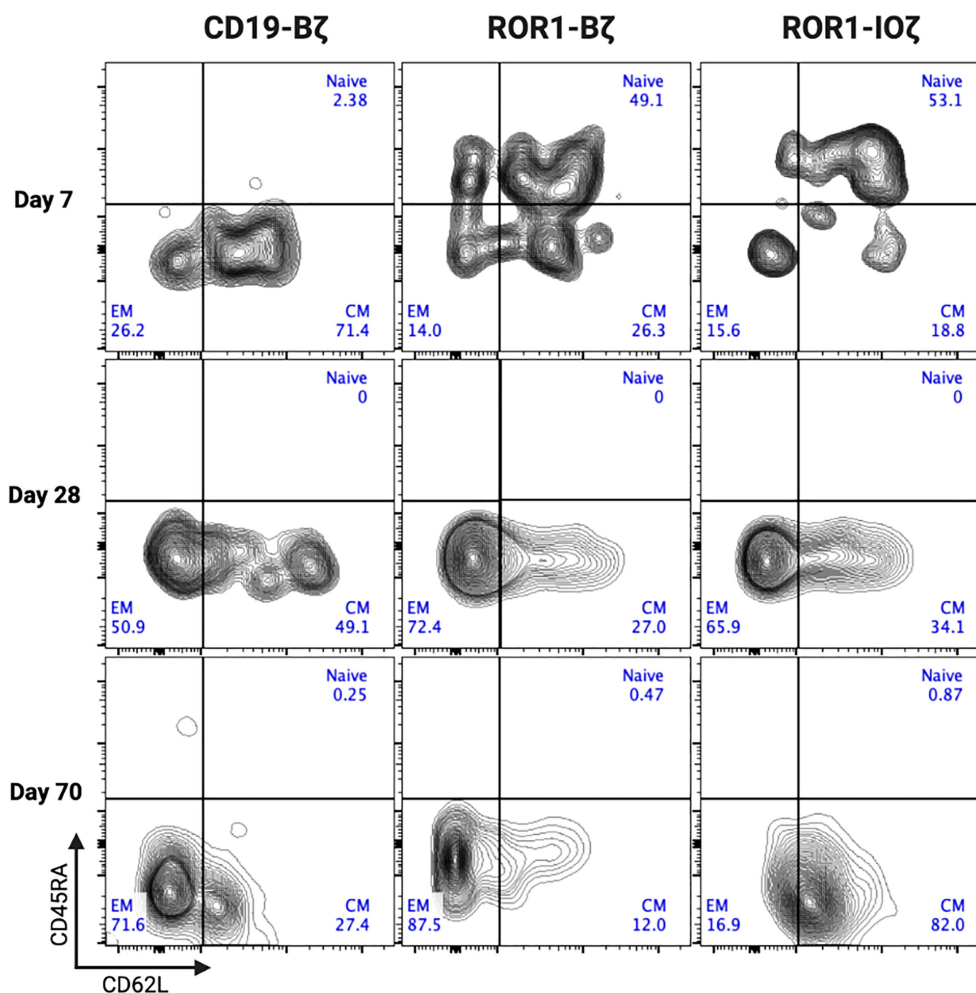 CD19-Bζ ROR1-Bζ ROR1-IOζ
Day 7
Naive
2.38
EM
26.2
CM
71.4
Naive
49.1
EM
14.0
CM
26.3
Naive
53.1
EM
15.6
CM
18.8
Day 28
Naive
0
EM
50.9
CM
49.1
Naive
0
EM
72.4
CM
27.0
Naive
0
EM
65.9
CM
34.1
Day 70
Naive
0.25
EM
71.6
CM
27.4
Naive
0.47
EM
87.5
CM
12.0
Naive
0.87
EM
16.9
CM
82.0
CD45RA
CD62L